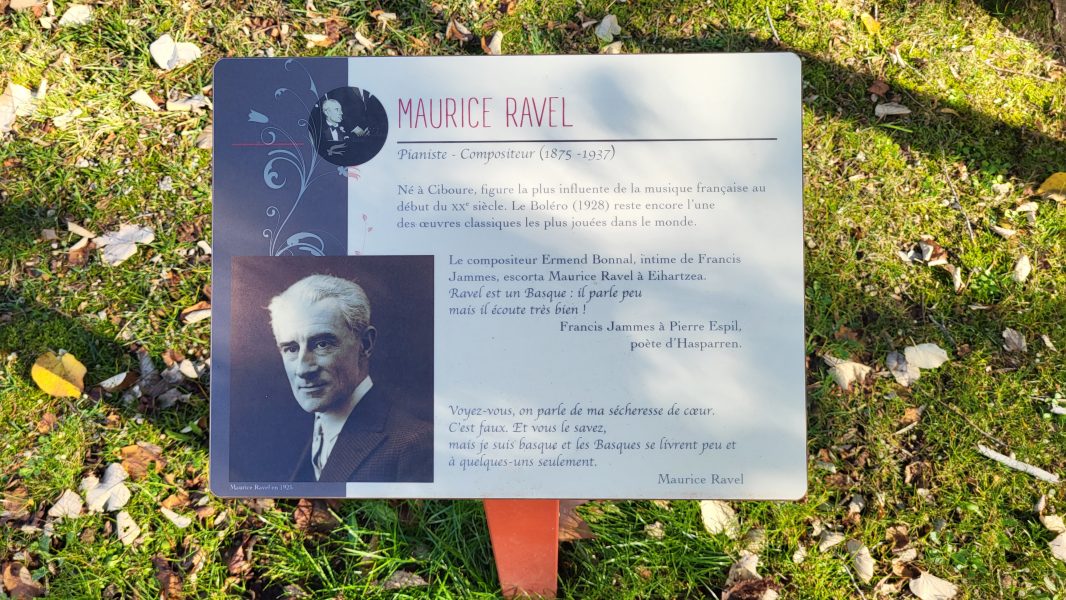 MAURICE RAVEL
Pianiste - Compositeur (1875 -1937)
Né à Ciboure, figure la plus influente de la musique française au
début du XXe siècle. Le Boléro (1928) reste encore l'une
des œuvres classiques les plus jouées dans le monde.
Le compositeur Ermend Bonnal, intime de Francis
Jammes, escorta Maurice Ravel à Eihartzea.
Ravel est un Basque : il parle peu
mais il écoute très bien !
Francis Jammes à Pierre Espil,
poète d'Hasparren.
Voyez-vous, on parle de ma sécheresse de cœur.
C'est faux. Et vous le savez,
mais je suis basque et les Basques se livrent peu et
à quelques-uns seulement.
Maurice Ravel
Maurice Ravel en 1925